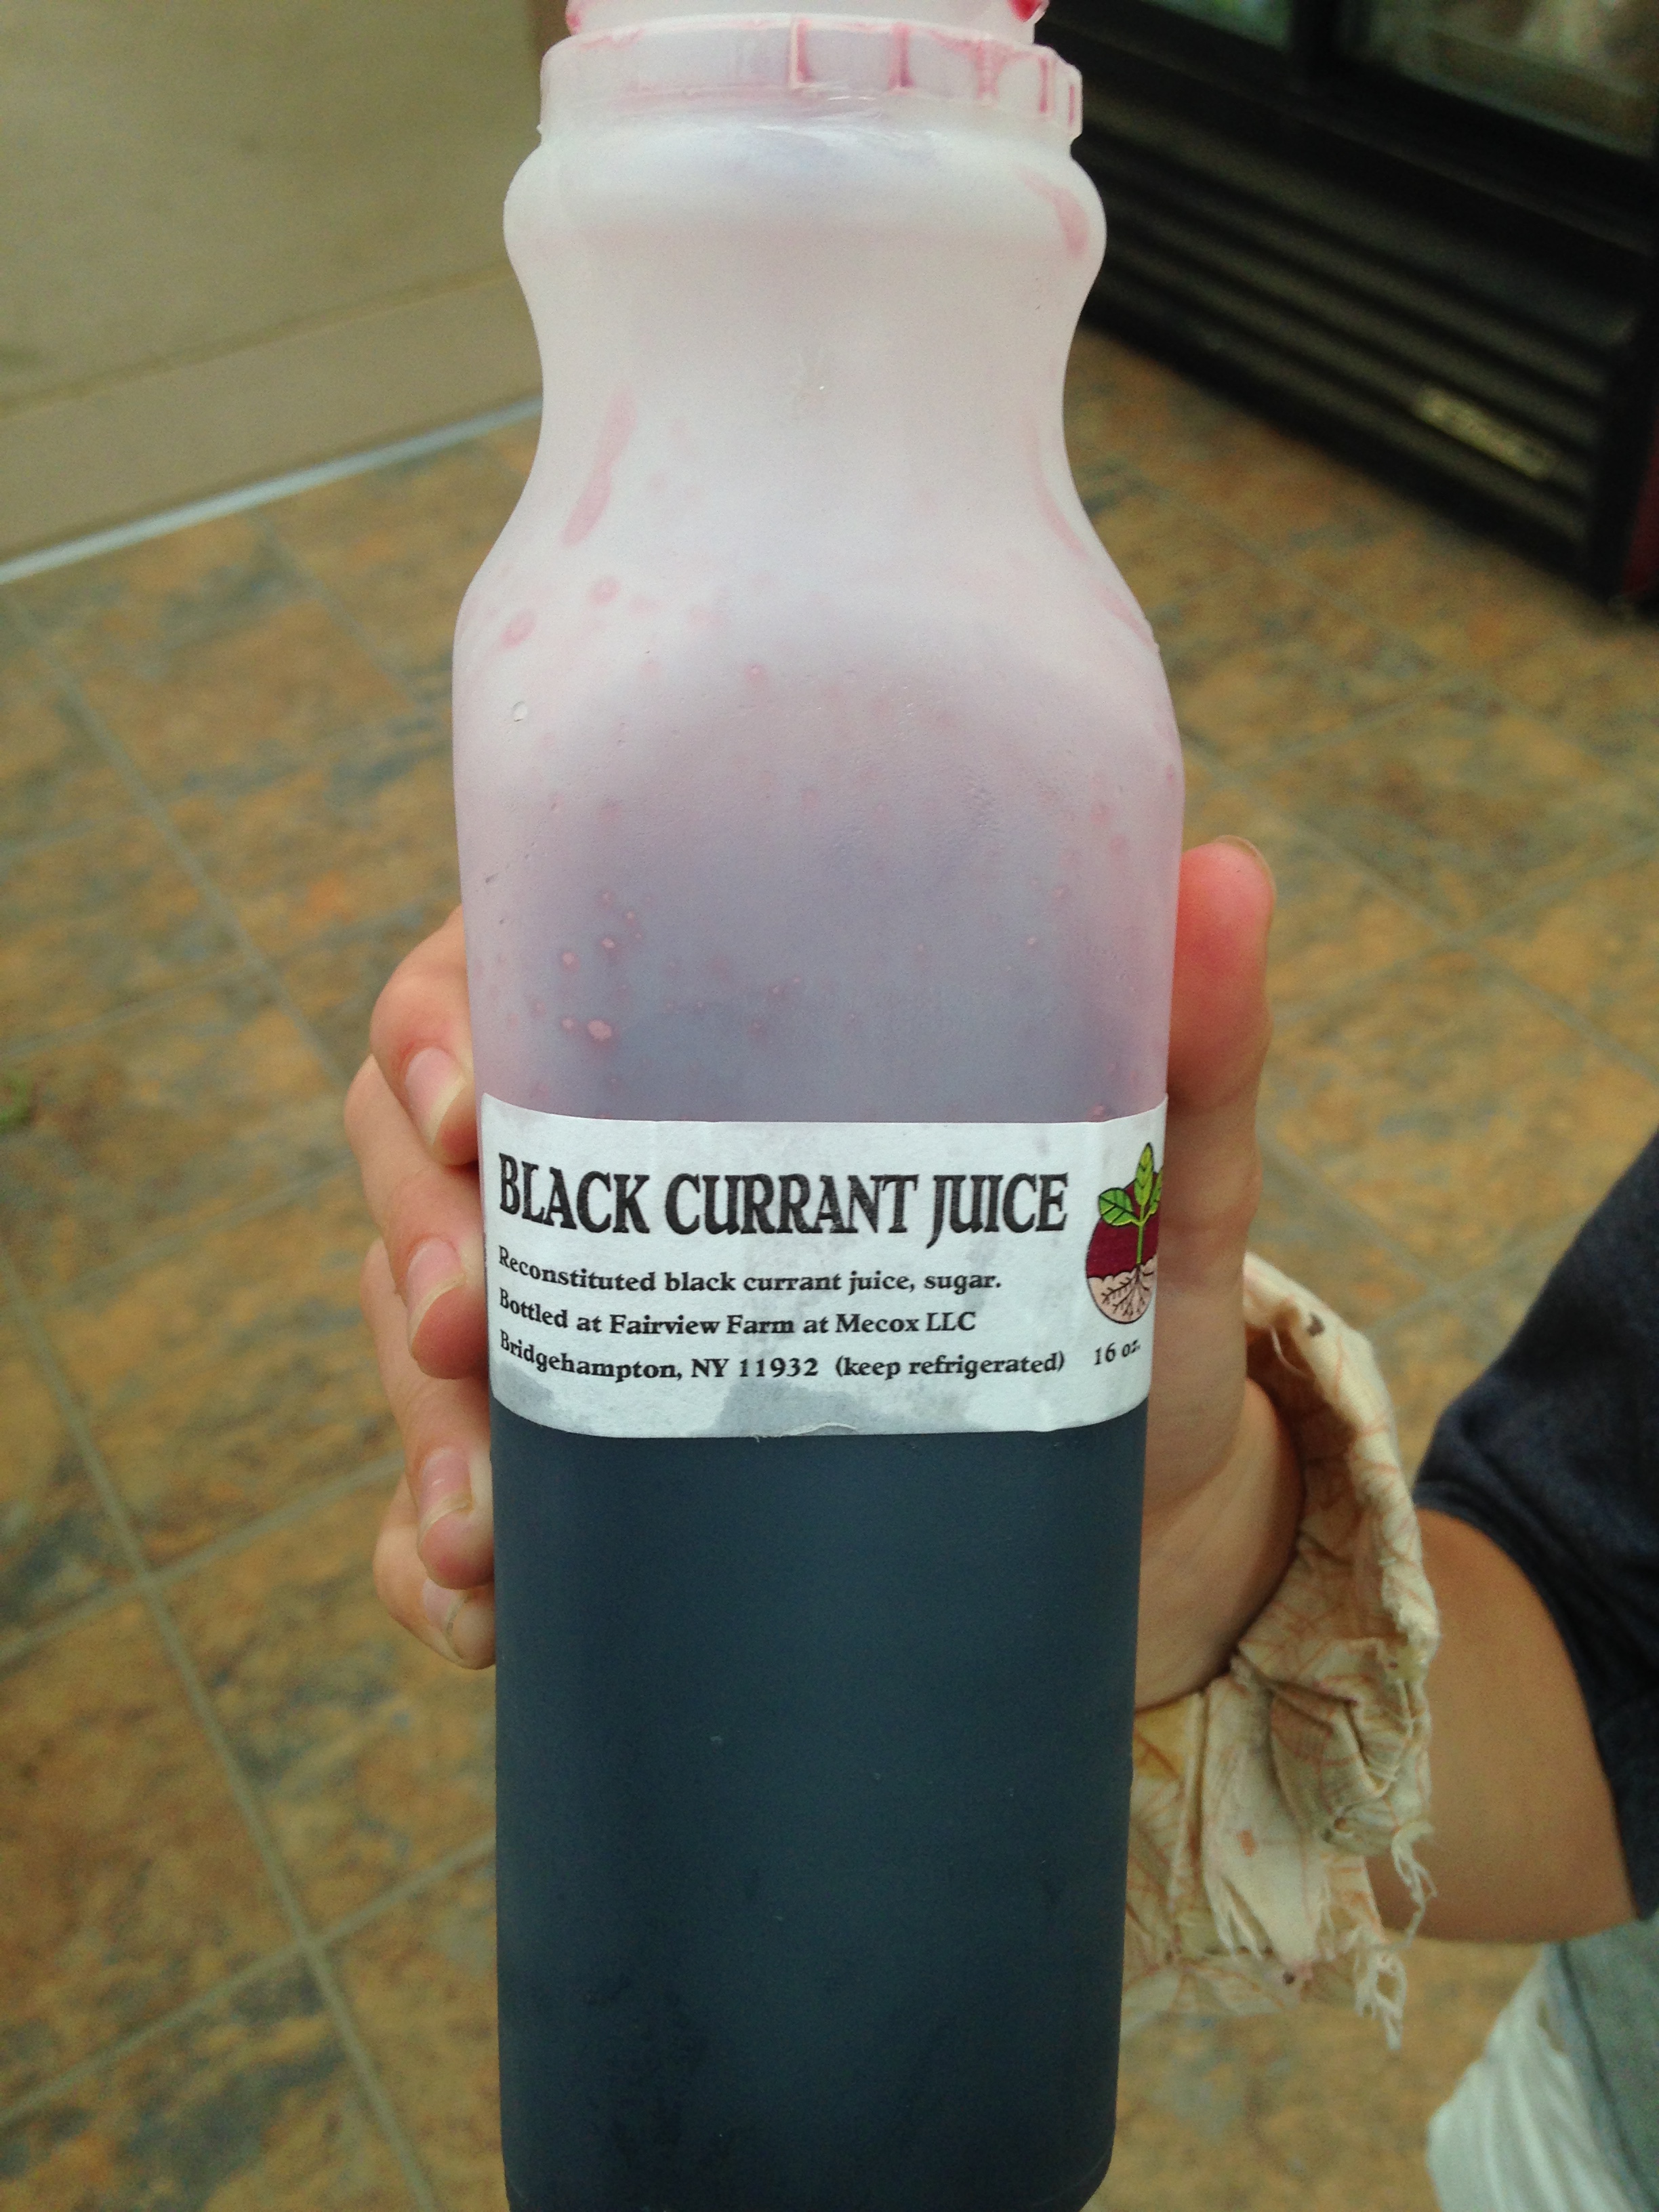 BLACK CURRANT JUICE
Reconstituted black currant juice, sugar.
Bottled at Fairview Farm at Mecox LLC
Bridgehampton, NY 11932 (keep refrigerated)
16 oz.